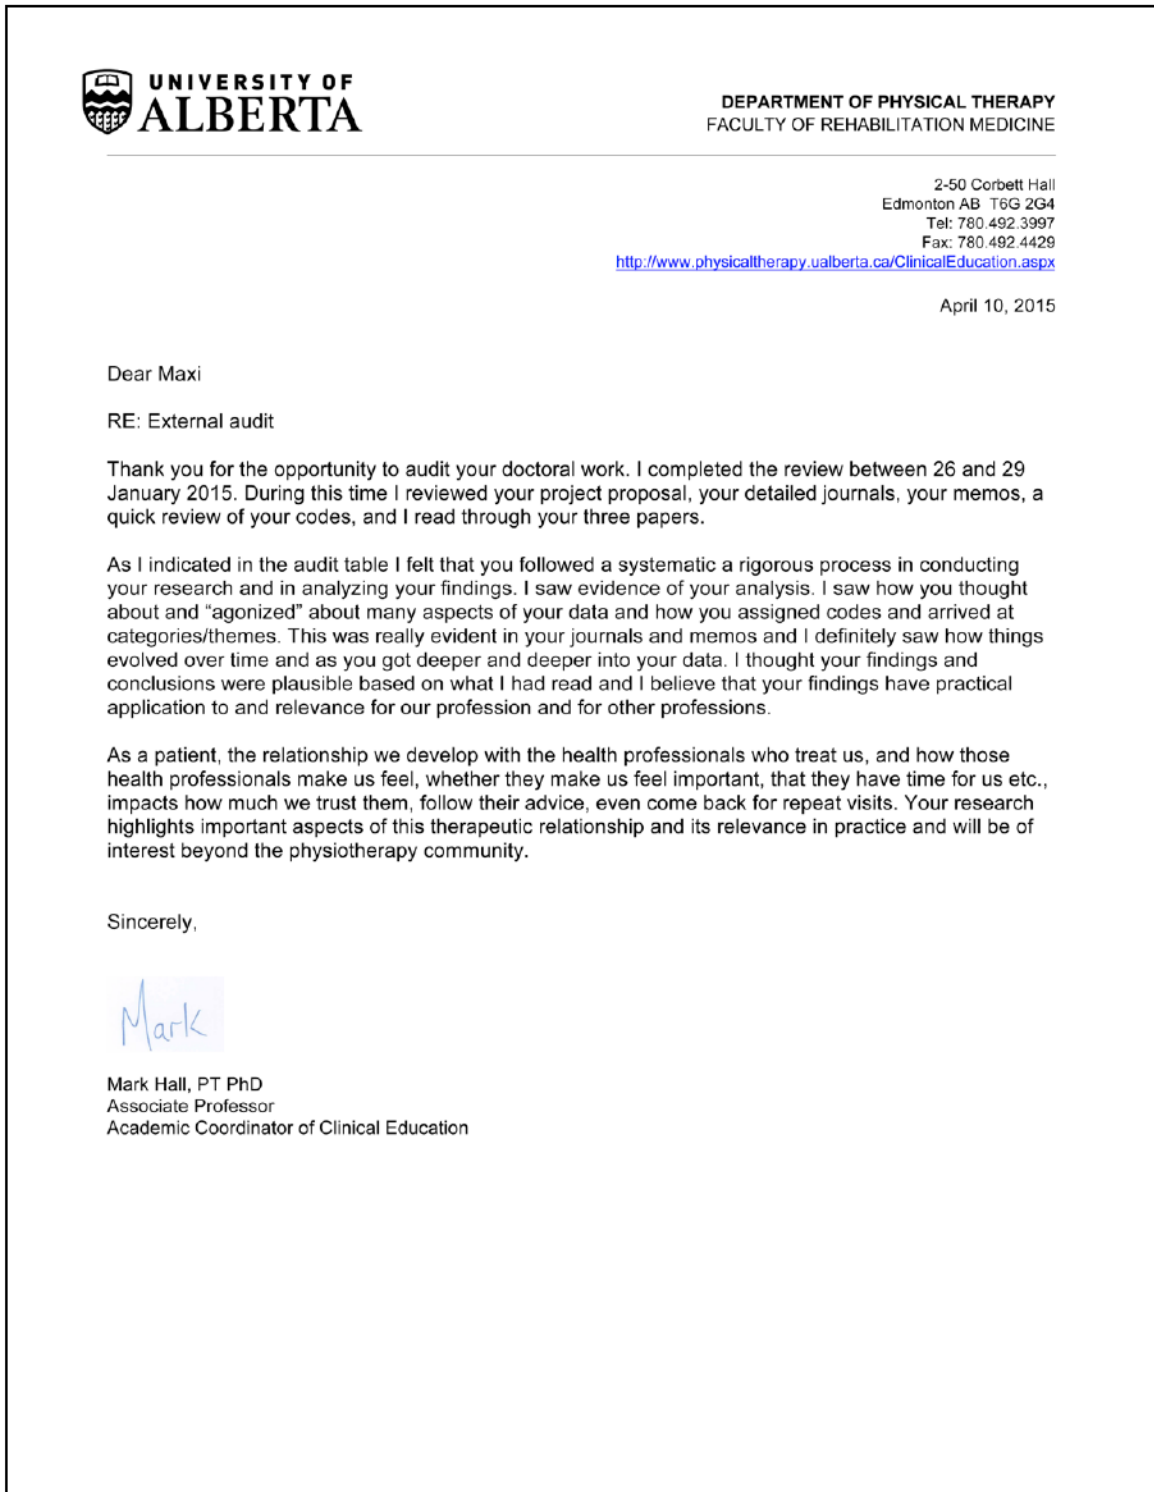 UNIVERSITY OF
ALBERTA
DEPARTMENT OF PHYSICAL THERAPY
FACULTY OF REHABILITATION MEDICINE
2-50 Corbett Hall
Edmonton AB  T6G 2G4
Tel: 780.492.3997
Fax: 780.492.4429
http://www.physicaltherapy.ualberta.ca/ClinicalEducation.aspx
April 10, 2015
Dear Maxi
RE: External audit
Thank you for the opportunity to audit your doctoral work. I completed the review between 26 and 29
January 2015. During this time I reviewed your project proposal, your detailed journals, your memos, a
quick review of your codes, and I read through your three papers.
As I indicated in the audit table I felt that you followed a systematic a rigorous process in conducting
your research and in analyzing your findings. I saw evidence of your analysis. I saw how you thought
about and “agonized” about many aspects of your data and how you assigned codes and arrived at
categories/themes. This was really evident in your journals and memos and I definitely saw how things
evolved over time and as you got deeper and deeper into your data. I thought your findings and
conclusions were plausible based on what I had read and I believe that your findings have practical
application to and relevance for our profession and for other professions.
As a patient, the relationship we develop with the health professionals who treat us, and how those
health professionals make us feel, whether they make us feel important, that they have time for us etc.,
impacts how much we trust them, follow their advice, even come back for repeat visits. Your research
highlights important aspects of this therapeutic relationship and its relevance in practice and will be of
interest beyond the physiotherapy community.
Sincerely,
Mark
Mark Hall, PT PhD
Associate Professor
Academic Coordinator of Clinical Education